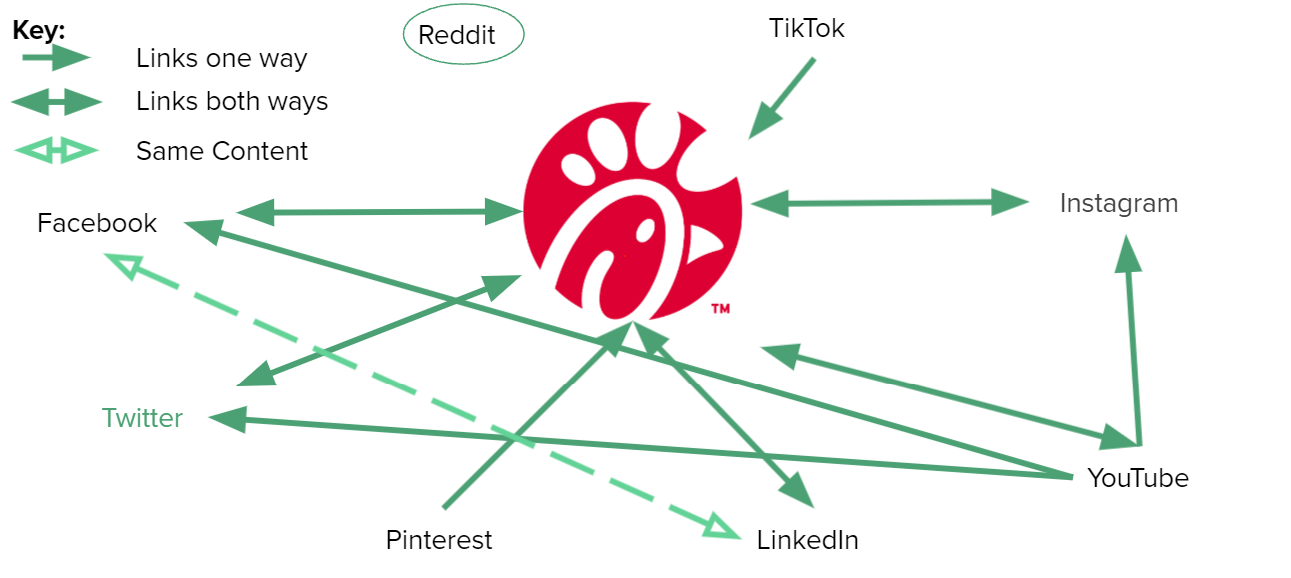 Key:
Links one way
Links both ways
Same Content
Reddit
TikTok
Facebook
Instagram
TM
Twitter
YouTube
Pinterest
LinkedIn